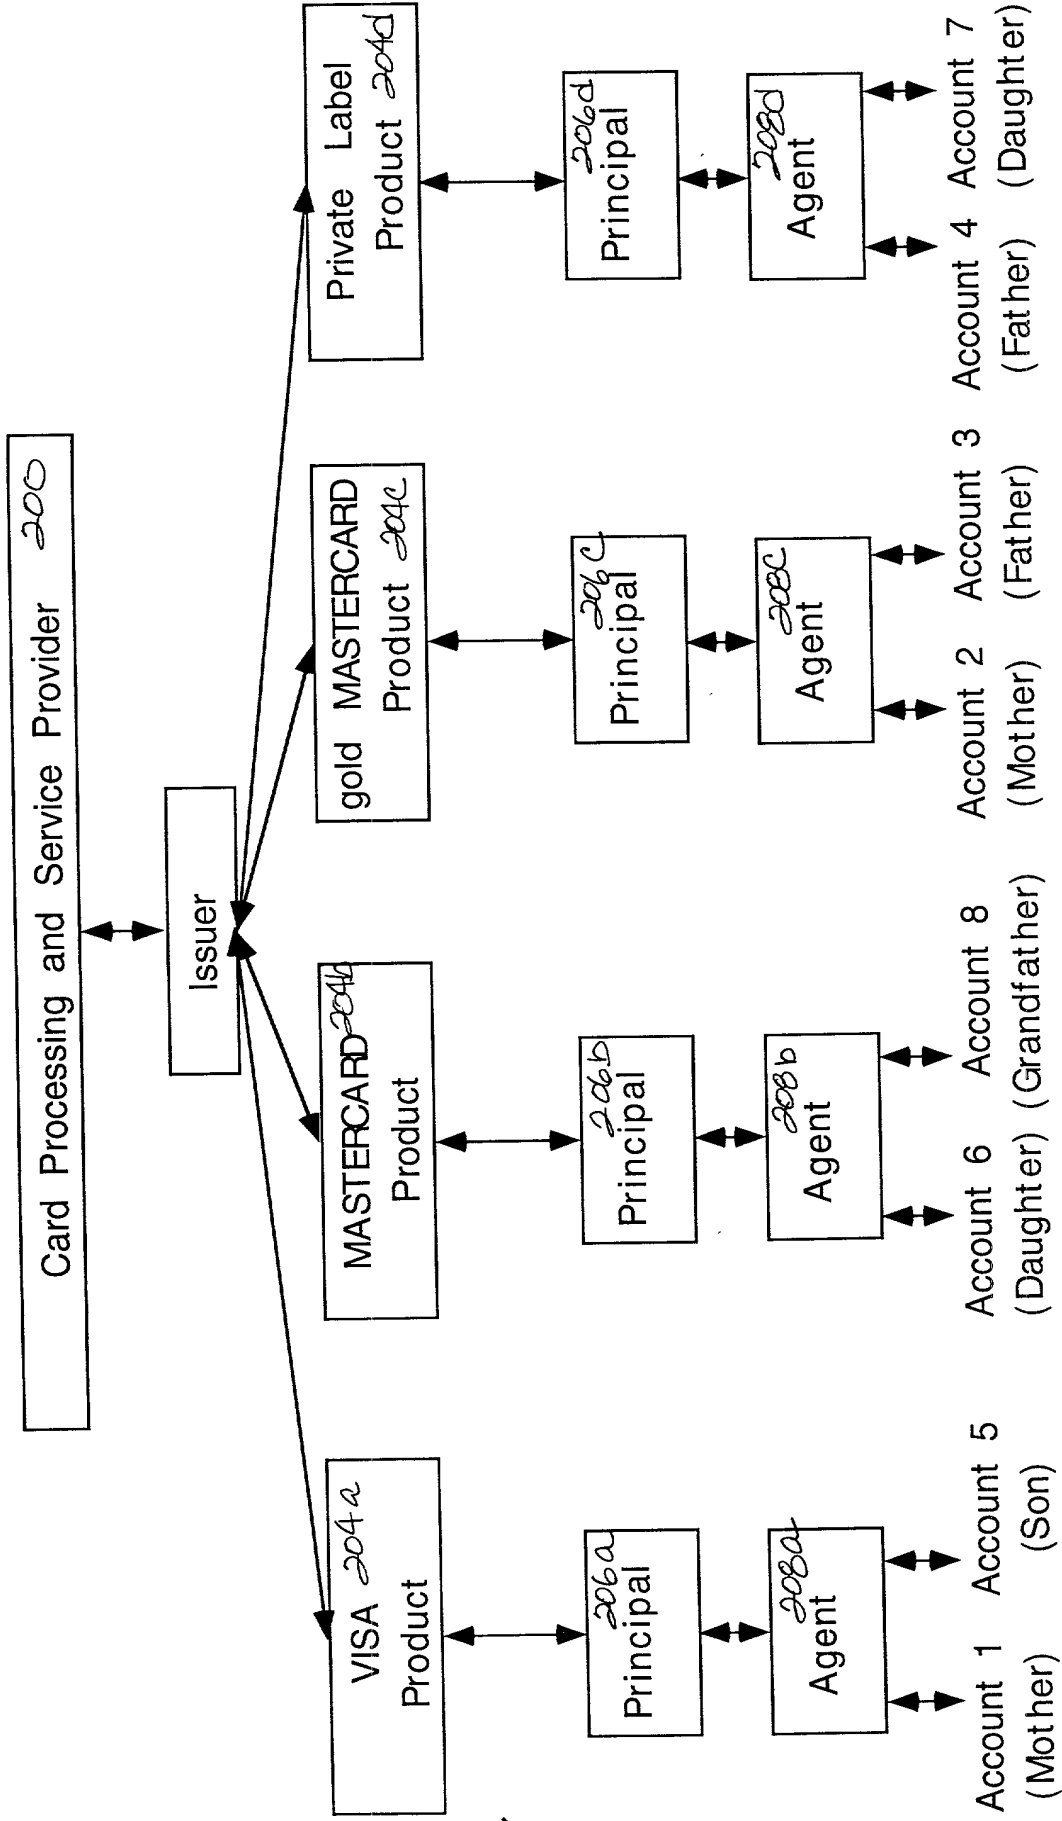 Card Processing and Service Provider 200
Issuer
VISA 204a
Product
MASTERCARD 204b
Product
gold MASTERCARD
Product 204c
Private Label
Product 204d
206a
Principal
206b
Principal
206c
Principal
206d
Principal
208a
Agent
208b
Agent
208c
Agent
208d
Agent
Account 1
(Mother)
Account 5
(Son)
Account 6
(Daughter)
Account 8
(Grandfather)
Account 2
(Mother)
Account 3
(Father)
Account 4
(Father)
Account 7
(Daughter)